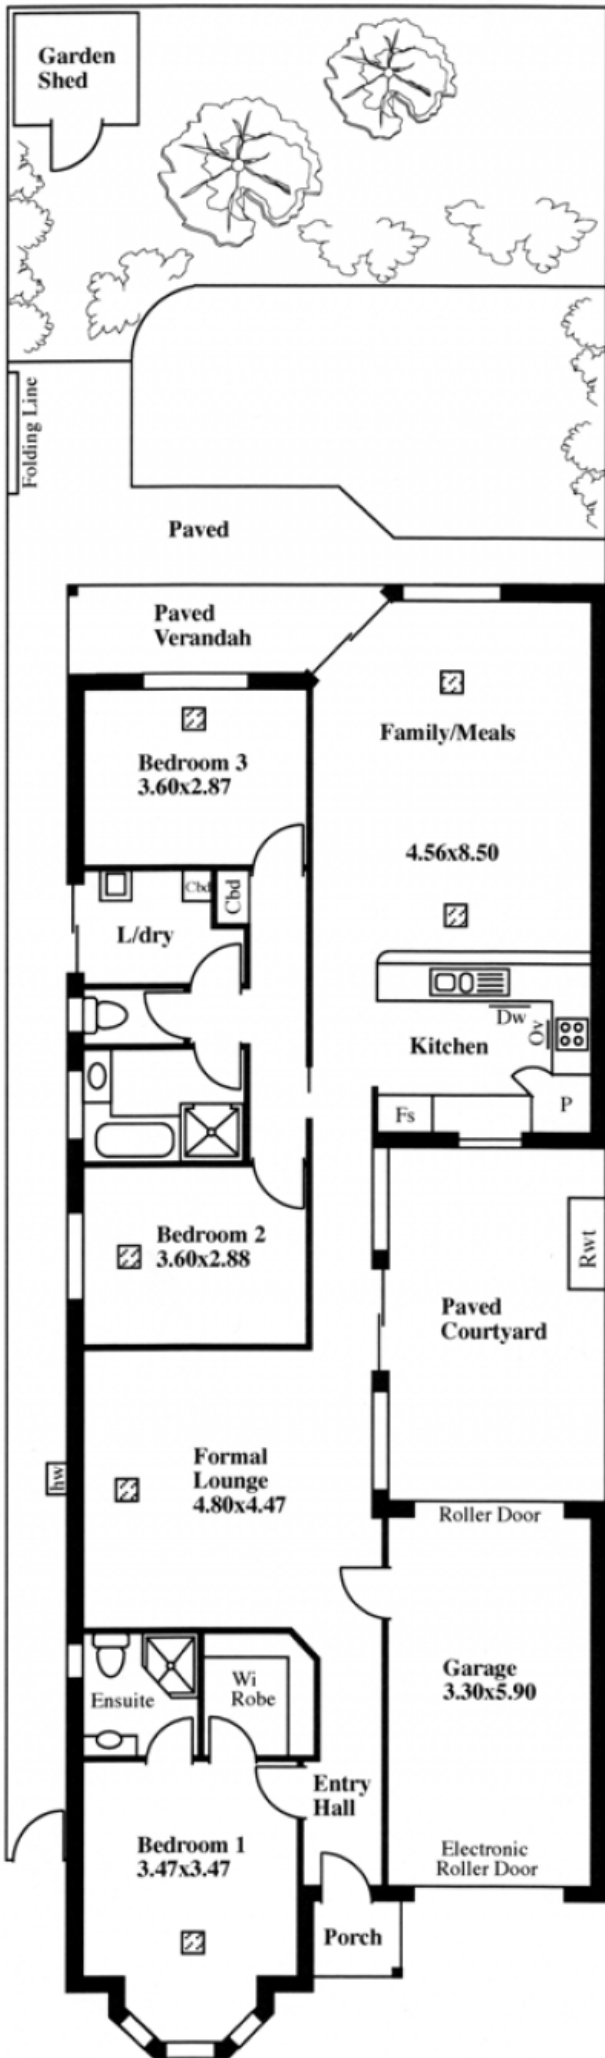 Garden
Shed
Folding Line
Paved
Paved
Verandah
Bedroom 3
3.60x2.87
Family/Meals
4.56x8.50
Cbd
Cbd
L/dry
Kitchen
Dw
Ov
Fs
P
Bedroom 2
3.60x2.88
Rwt
Paved
Courtyard
hw
Formal
Lounge
4.80x4.47
Roller Door
Ensuite
Wi
Robe
Garage
3.30x5.90
Entry
Hall
Bedroom 1
3.47x3.47
Electronic
Roller Door
Porch